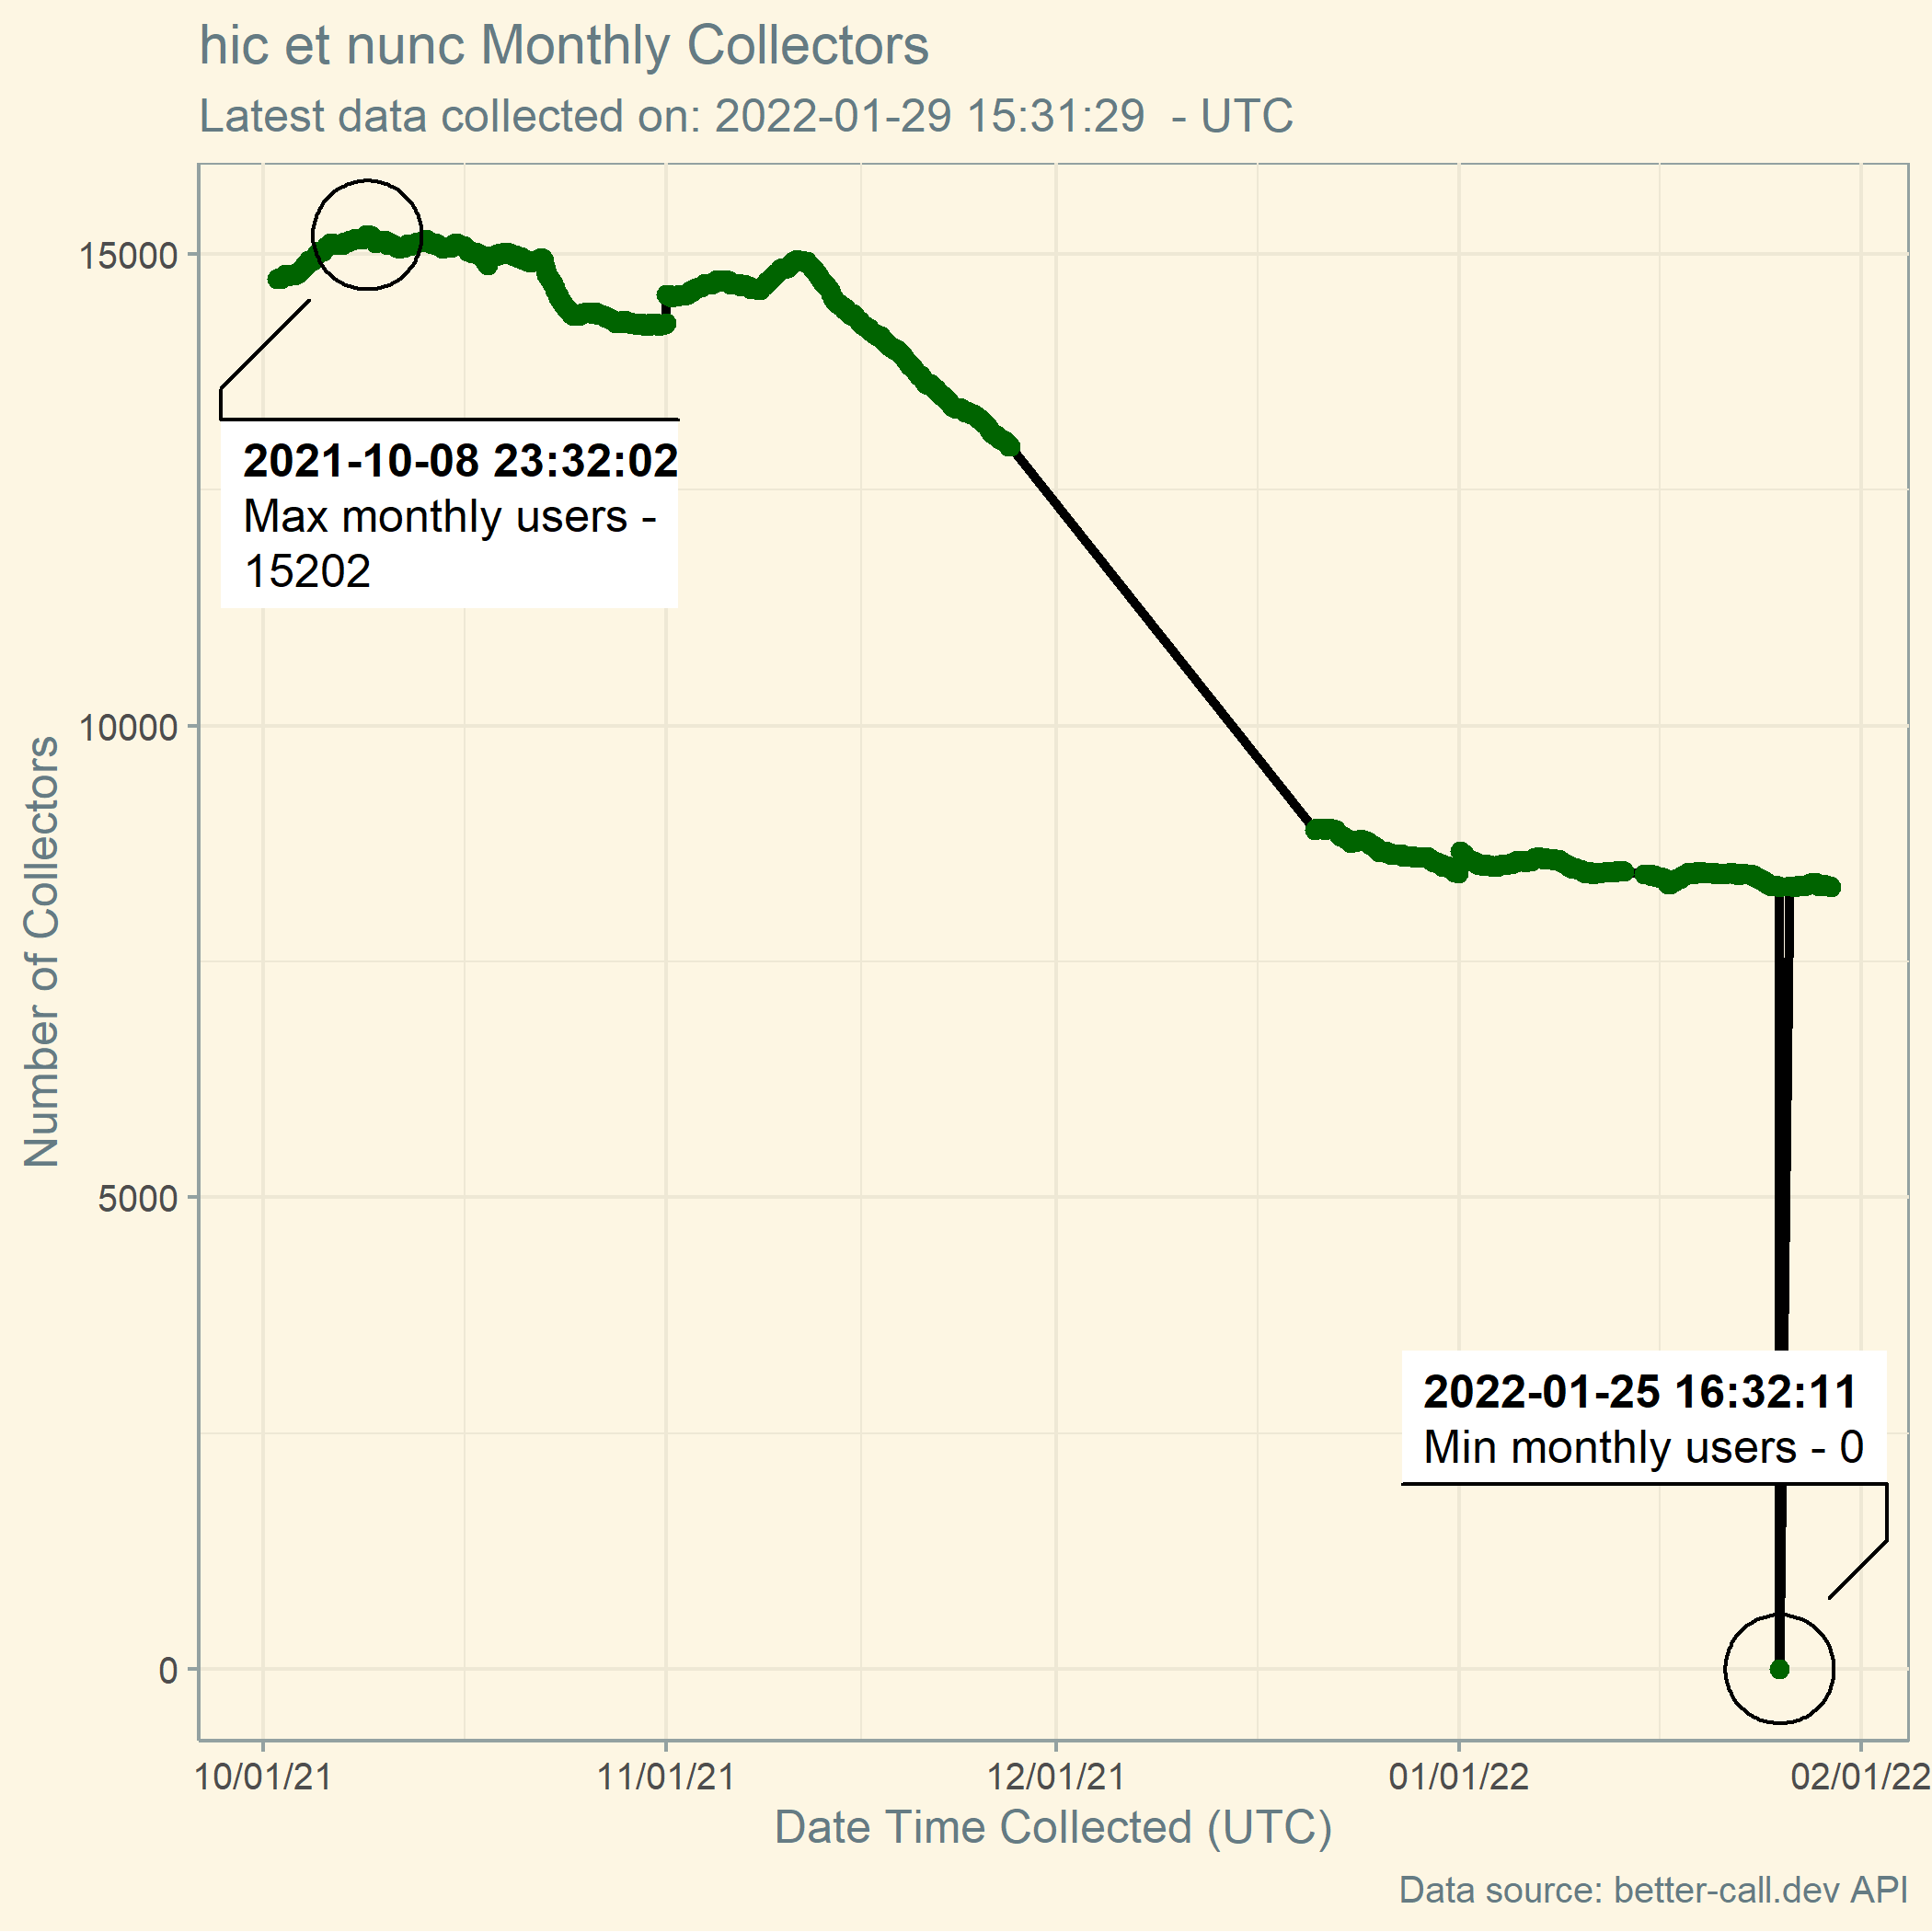 hic et nunc Monthly Collectors
Latest data collected on: 2022-01-29 15:31:29  - UTC
Number of Collectors
15000
10000
5000
0
2021-10-08 23:32:02
Max monthly users -
15202
2022-01-25 16:32:11
Min monthly users - 0
10/01/21
11/01/21
12/01/21
01/01/22
02/01/22
Date Time Collected (UTC)
Data source: better-call.dev API